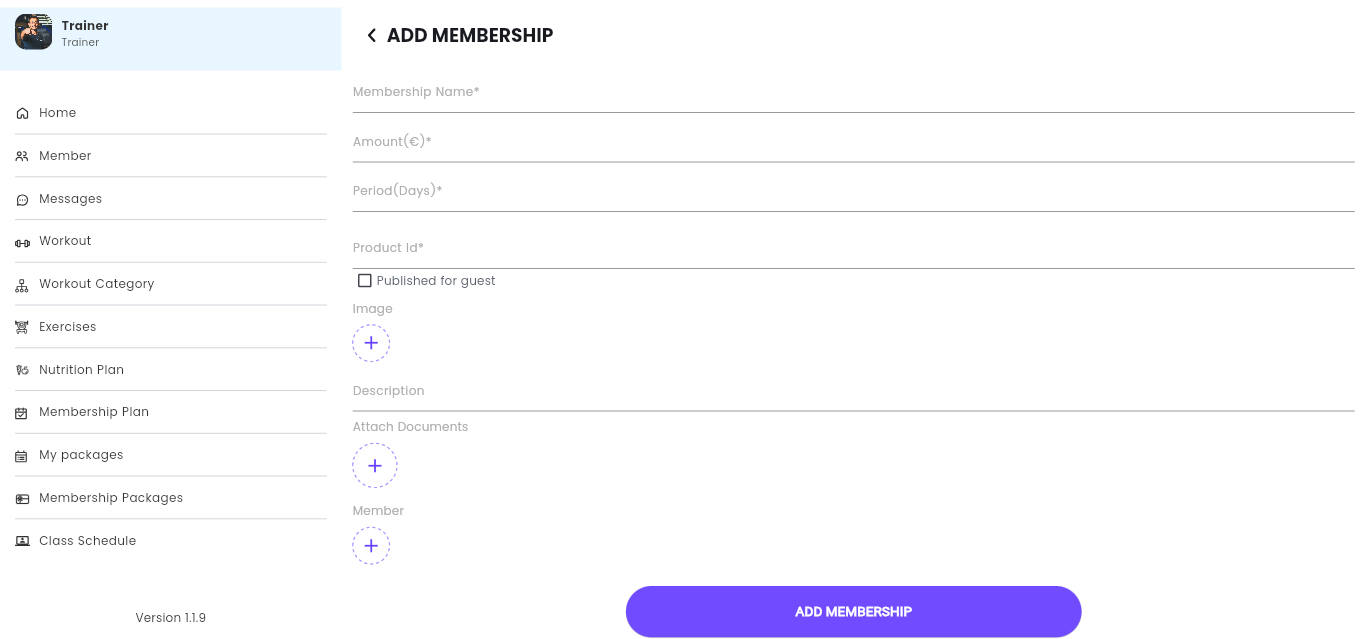 Trainer
Trainer
Home
Member
Messages
Workout
Workout Category
Exercises
Nutrition Plan
Membership Plan
My packages
Membership Packages
Class Schedule
Version 1.1.9
ADD MEMBERSHIP
Membership Name*
Amount(€)*
Period(Days)*
Product Id*
Published for guest
Image
Description
Attach Documents
Member
ADD MEMBERSHIP